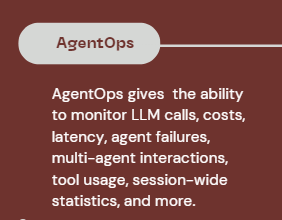 AgentOps
AgentOps gives the ability
to monitor LLM calls, costs,
latency, agent failures,
multi-agent interactions,
tool usage, session-wide
statistics, and more.